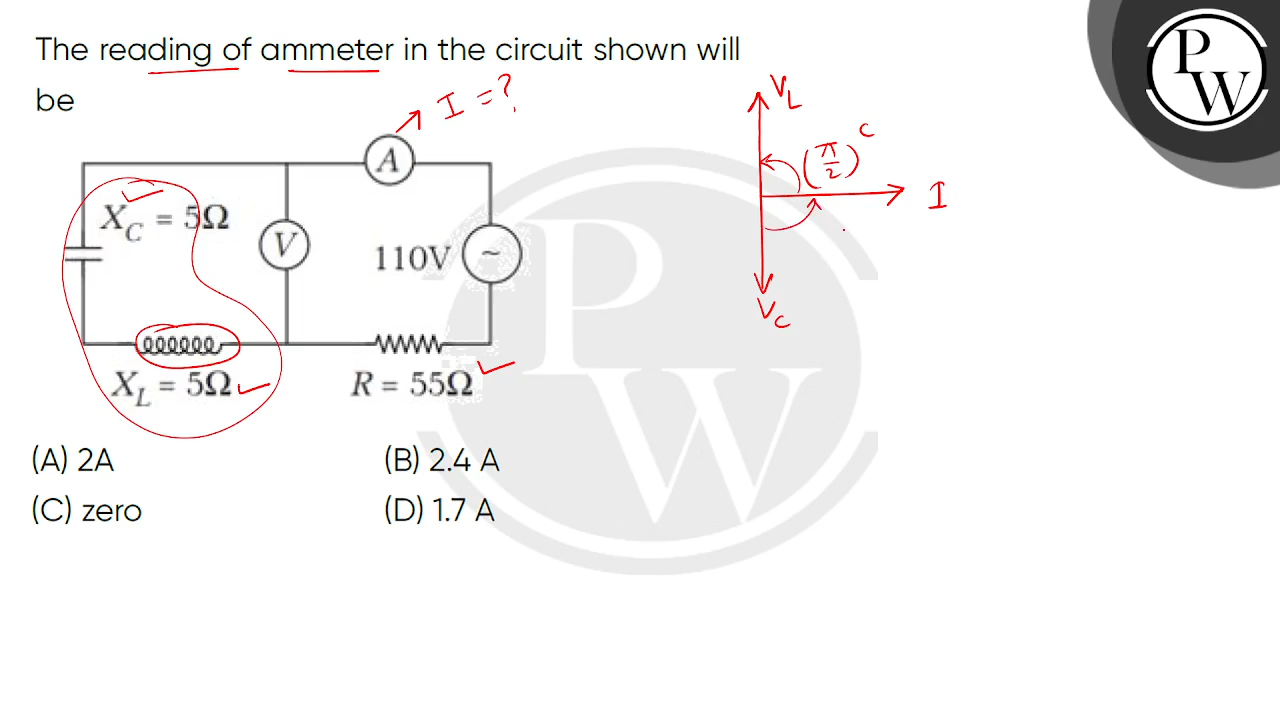 The reading of ammeter in the circuit shown will
be
I = ?
A
X_C = 5Ω
V
110V
~
X_L = 5Ω
R = 55Ω
V_L
(π/2)^c
I
V_C
(A) 2A
(B) 2.4 A
(C) zero
(D) 1.7 A
P
W
P
W